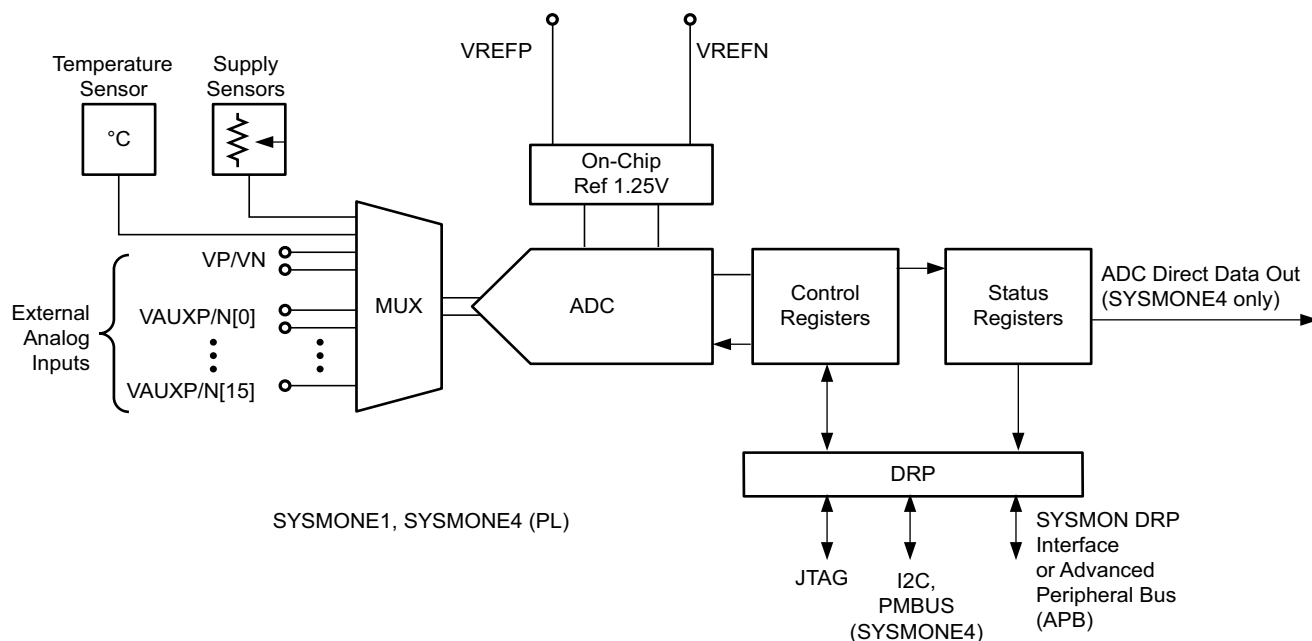 VREFP
VREFN
Temperature
Sensor
Supply
Sensors
°C
On-Chip
Ref 1.25V
External
Analog
Inputs
VP/VN
VAUXP/N[0]
VAUXP/N[15]
MUX
ADC
Control
Registers
Status
Registers
ADC Direct Data Out
(SYSMONE4 only)
DRP
SYSMONE1, SYSMONE4 (PL)
JTAG
I2C,
PMBUS
(SYSMONE4)
SYSMON DRP
Interface
or Advanced
Peripheral Bus
(APB)